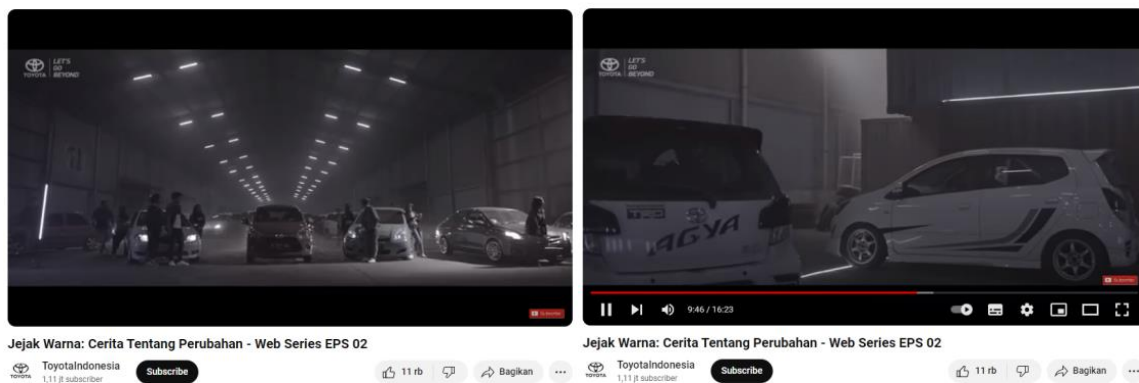 TOYOTA
LET'S
GO
BEYOND
Jejak Warna: Cerita Tentang Perubahan - Web Series EPS 02
ToyotaIndonesia
1,11 jt subscriber
Subscribe
11 rb
Bagikan
TOYOTA
LET'S
GO
BEYOND
TRD
AGYA
9:46 / 16:23
Jejak Warna: Cerita Tentang Perubahan - Web Series EPS 02
ToyotaIndonesia
1,11 jt subscriber
Subscribe
11 rb
Bagikan